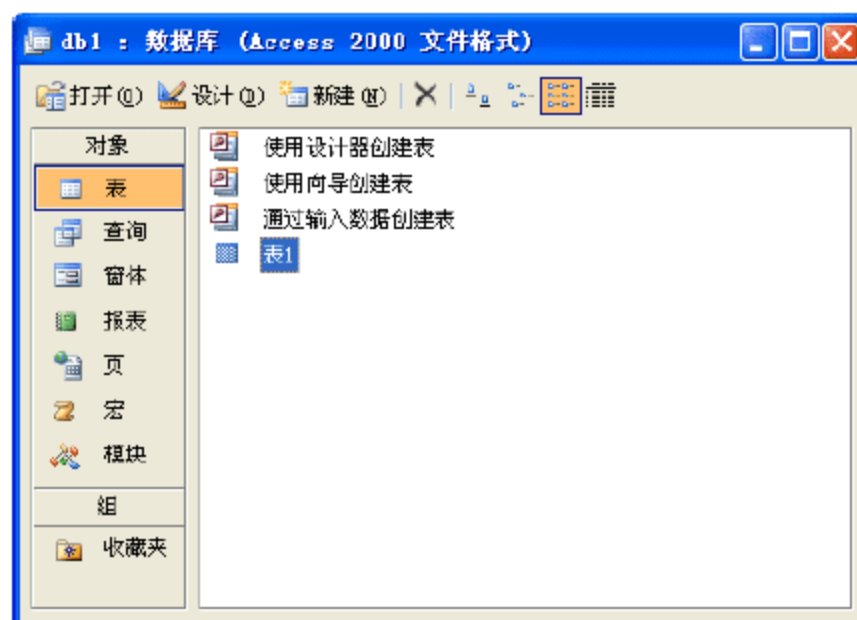 db1 : 数据库 (Access 2000 文件格式)
打开(O) 设计(D) 新建(N)
对象
表
查询
窗体
报表
页
宏
模块
组
收藏夹
使用设计器创建表
使用向导创建表
通过输入数据创建表
表1